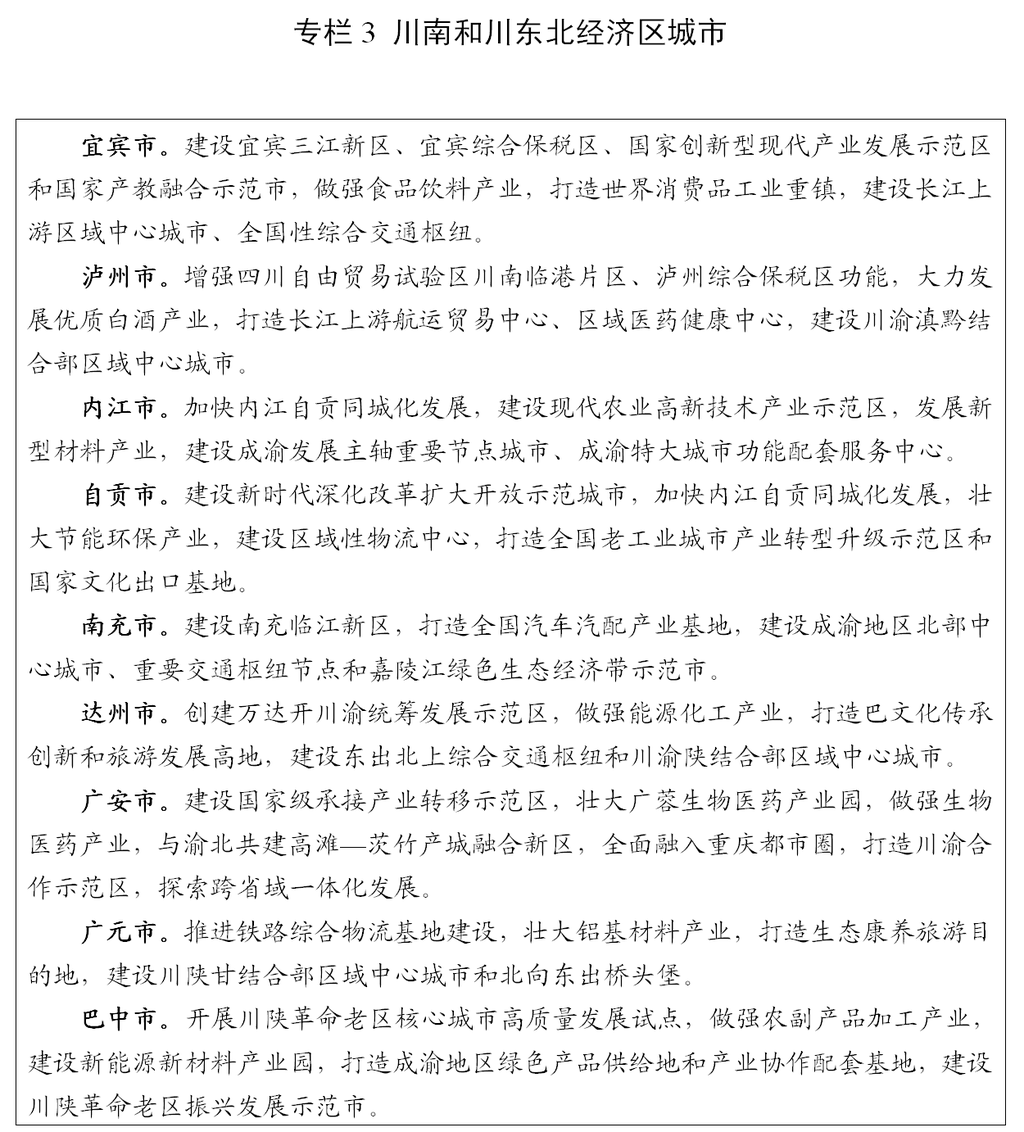 专栏 3 川南和川东北经济区城市
宜宾市。建设宜宾三江新区、宜宾综合保税区、国家创新型现代产业发展示范区
和国家产教融合示范市，做强食品饮料产业，打造世界消费品工业重镇，建设长江上
游区域中心城市、全国性综合交通枢纽。
泸州市。增强四川自由贸易试验区川南临港片区、泸州综合保税区功能，大力发
展优质白酒产业，打造长江上游航运贸易中心、区域医药健康中心，建设川渝滇黔结
合部区域中心城市。
内江市。加快内江自贡同城化发展，建设现代农业高新技术产业示范区，发展新
型材料产业，建设成渝发展主轴重要节点城市、成渝特大城市功能配套服务中心。
自贡市。建设新时代深化改革扩大开放示范城市，加快内江自贡同城化发展，壮
大节能环保产业，建设区域性物流中心，打造全国老工业城市产业转型升级示范区和
国家文化出口基地。
南充市。建设南充临江新区，打造全国汽车汽配产业基地，建设成渝地区北部中
心城市、重要交通枢纽节点和嘉陵江绿色生态经济带示范市。
达州市。创建万达开川渝统筹发展示范区，做强能源化工产业，打造巴文化传承
创新和旅游发展高地，建设东出北上综合交通枢纽和川渝陕结合部区域中心城市。
广安市。建设国家级承接产业转移示范区，壮大广蓉生物医药产业园，做强生物
医药产业，与渝北共建高滩—茨竹产城融合新区，全面融入重庆都市圈，打造川渝合
作示范区，探索跨省域一体化发展。
广元市。推进铁路综合物流基地建设，壮大铝基材料产业，打造生态康养旅游目
的地，建设川陕甘结合部区域中心城市和北向东出桥头堡。
巴中市。开展川陕革命老区核心城市高质量发展试点，做强农副产品加工产业，
建设新能源新材料产业园，打造成渝地区绿色产品供给地和产业协作配套基地，建设
川陕革命老区振兴发展示范市。